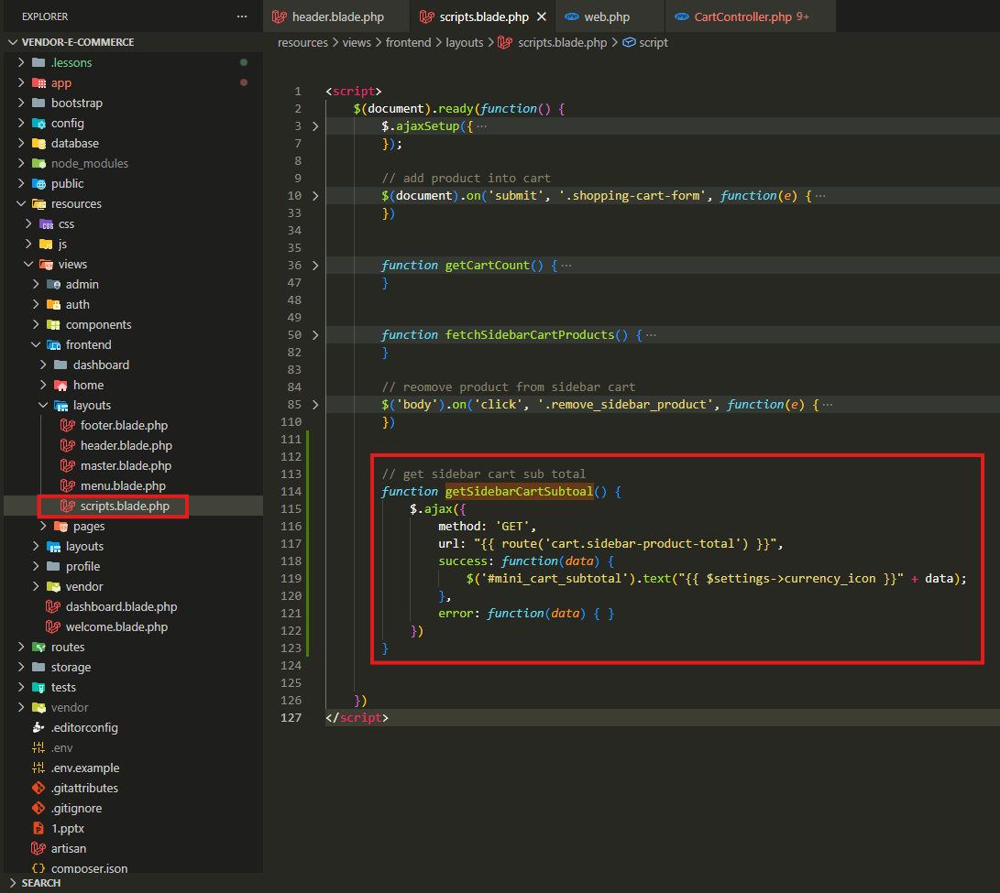 EXPLORER ···
VENDOR-E-COMMERCE
.lessons
app
bootstrap
config
database
node_modules
public
resources
css
js
views
admin
auth
components
frontend
dashboard
home
layouts
footer.blade.php
header.blade.php
master.blade.php
menu.blade.php
scripts.blade.php
pages
layouts
profile
vendor
dashboard.blade.php
welcome.blade.php
routes
storage
tests
vendor
.editorconfig
.env
.env.example
.gitattributes
.gitignore
1.pptx
artisan
composer.json
SEARCH
header.blade.php scripts.blade.php web.php CartController.php 9+
resources > views > frontend > layouts > scripts.blade.php > script
1 <script>
2 $(document).ready(function() {
3 $.ajaxSetup({ ···
7 });
8
9 // add product into cart
10 $(document).on('submit', '.shopping-cart-form', function(e) { ···
33 })
34
35
36 function getCartCount() { ···
47 }
48
49
50 function fetchSidebarCartProducts() { ···
82 }
83
84 // reomove product from sidebar cart
85 $('body').on('click', '.remove_sidebar_product', function(e) { ···
110 })
111
112
113 // get sidebar cart sub total
114 function getSidebarCartSubtoal() {
115 $.ajax({
116 method: 'GET',
117 url: "{{ route('cart.sidebar-product-total') }}",
118 success: function(data) {
119 $('#mini_cart_subtotal').text("{{ $settings->currency_icon }}" + data);
120 },
121 error: function(data) { }
122 })
123 }
124
125
126 })
127 </script>